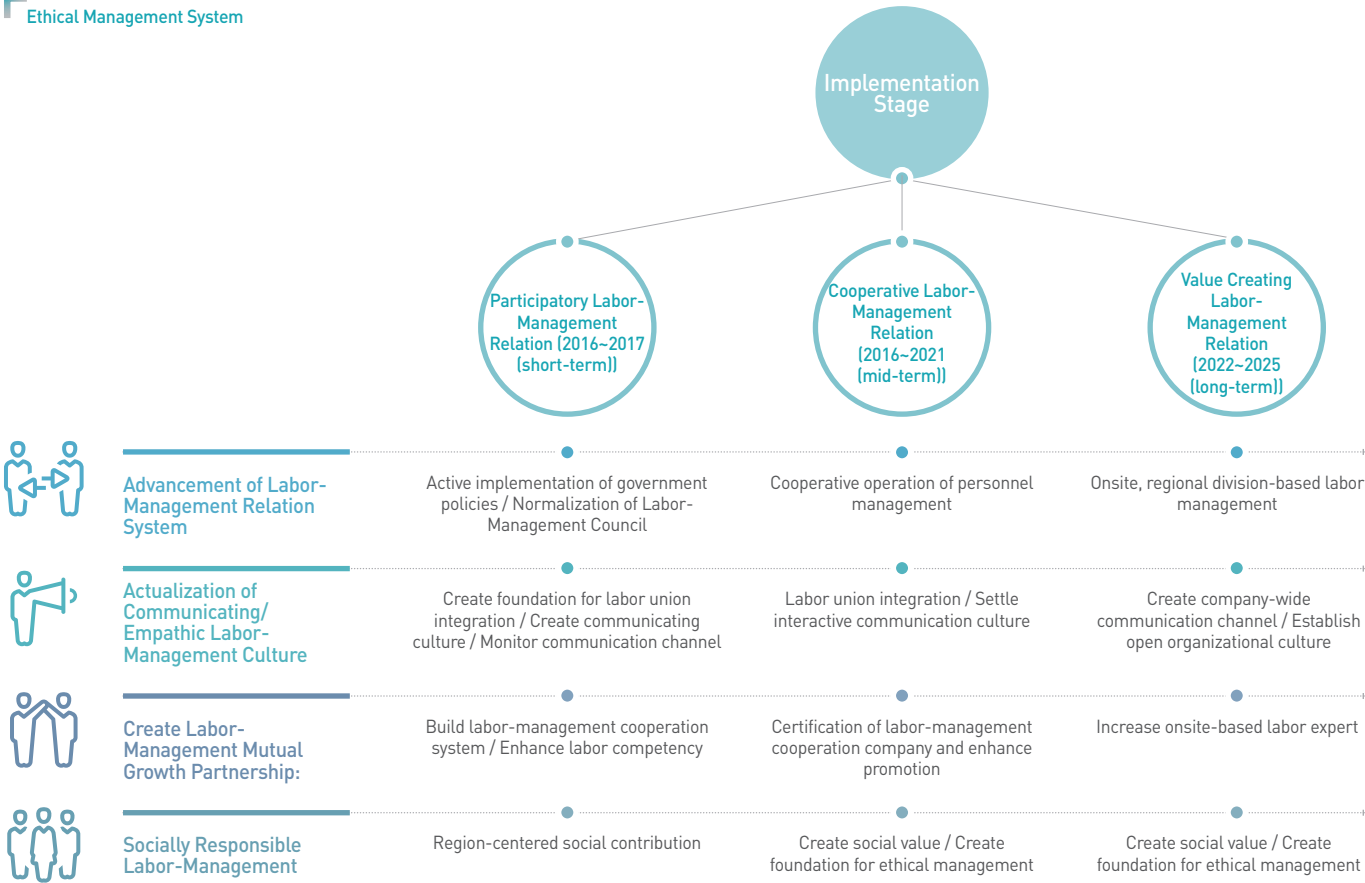 Ethical Management System
Implementation
Stage
Participatory Labor-
Management
Relation (2016~2017
(short-term))
Cooperative Labor-
Management
Relation
(2016~2021
(mid-term))
Value Creating
Labor-
Management
Relation
(2022~2025
(long-term))
Advancement of Labor-
Management Relation
System
Active implementation of government
policies / Normalization of Labor-
Management Council
Cooperative operation of personnel
management
Onsite, regional division-based labor
management
Actualization of
Communicating/
Empathic Labor-
Management Culture
Create foundation for labor union
integration / Create communicating
culture / Monitor communication channel
Labor union integration / Settle
interactive communication culture
Create company-wide
communication channel / Establish
open organizational culture
Create Labor-
Management Mutual
Growth Partnership:
Build labor-management cooperation
system / Enhance labor competency
Certification of labor-management
cooperation company and enhance
promotion
Increase onsite-based labor expert
Socially Responsible
Labor-Management
Region-centered social contribution
Create social value / Create
foundation for ethical management
Create social value / Create
foundation for ethical management